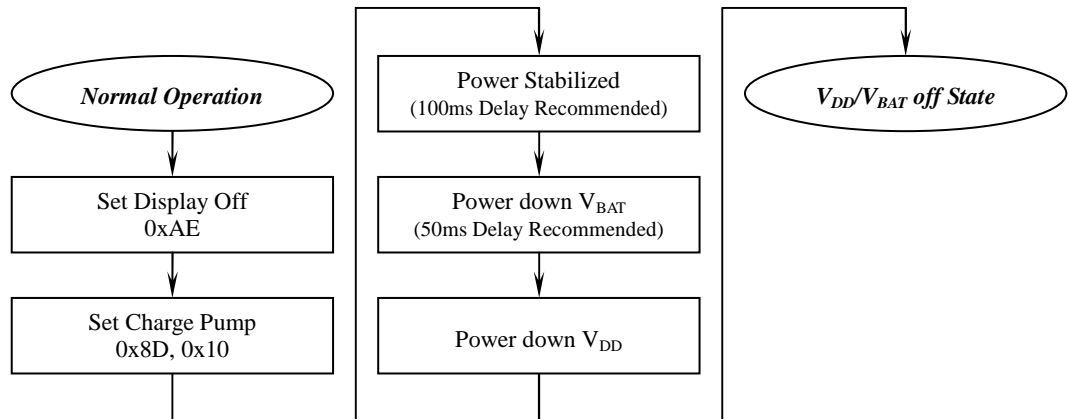 Normal Operation
Set Display Off
0xAE
Set Charge Pump
0x8D, 0x10
Power Stabilized
(100ms Delay Recommended)
Power down VBAT
(50ms Delay Recommended)
Power down VDD
VDD/VBAT off State